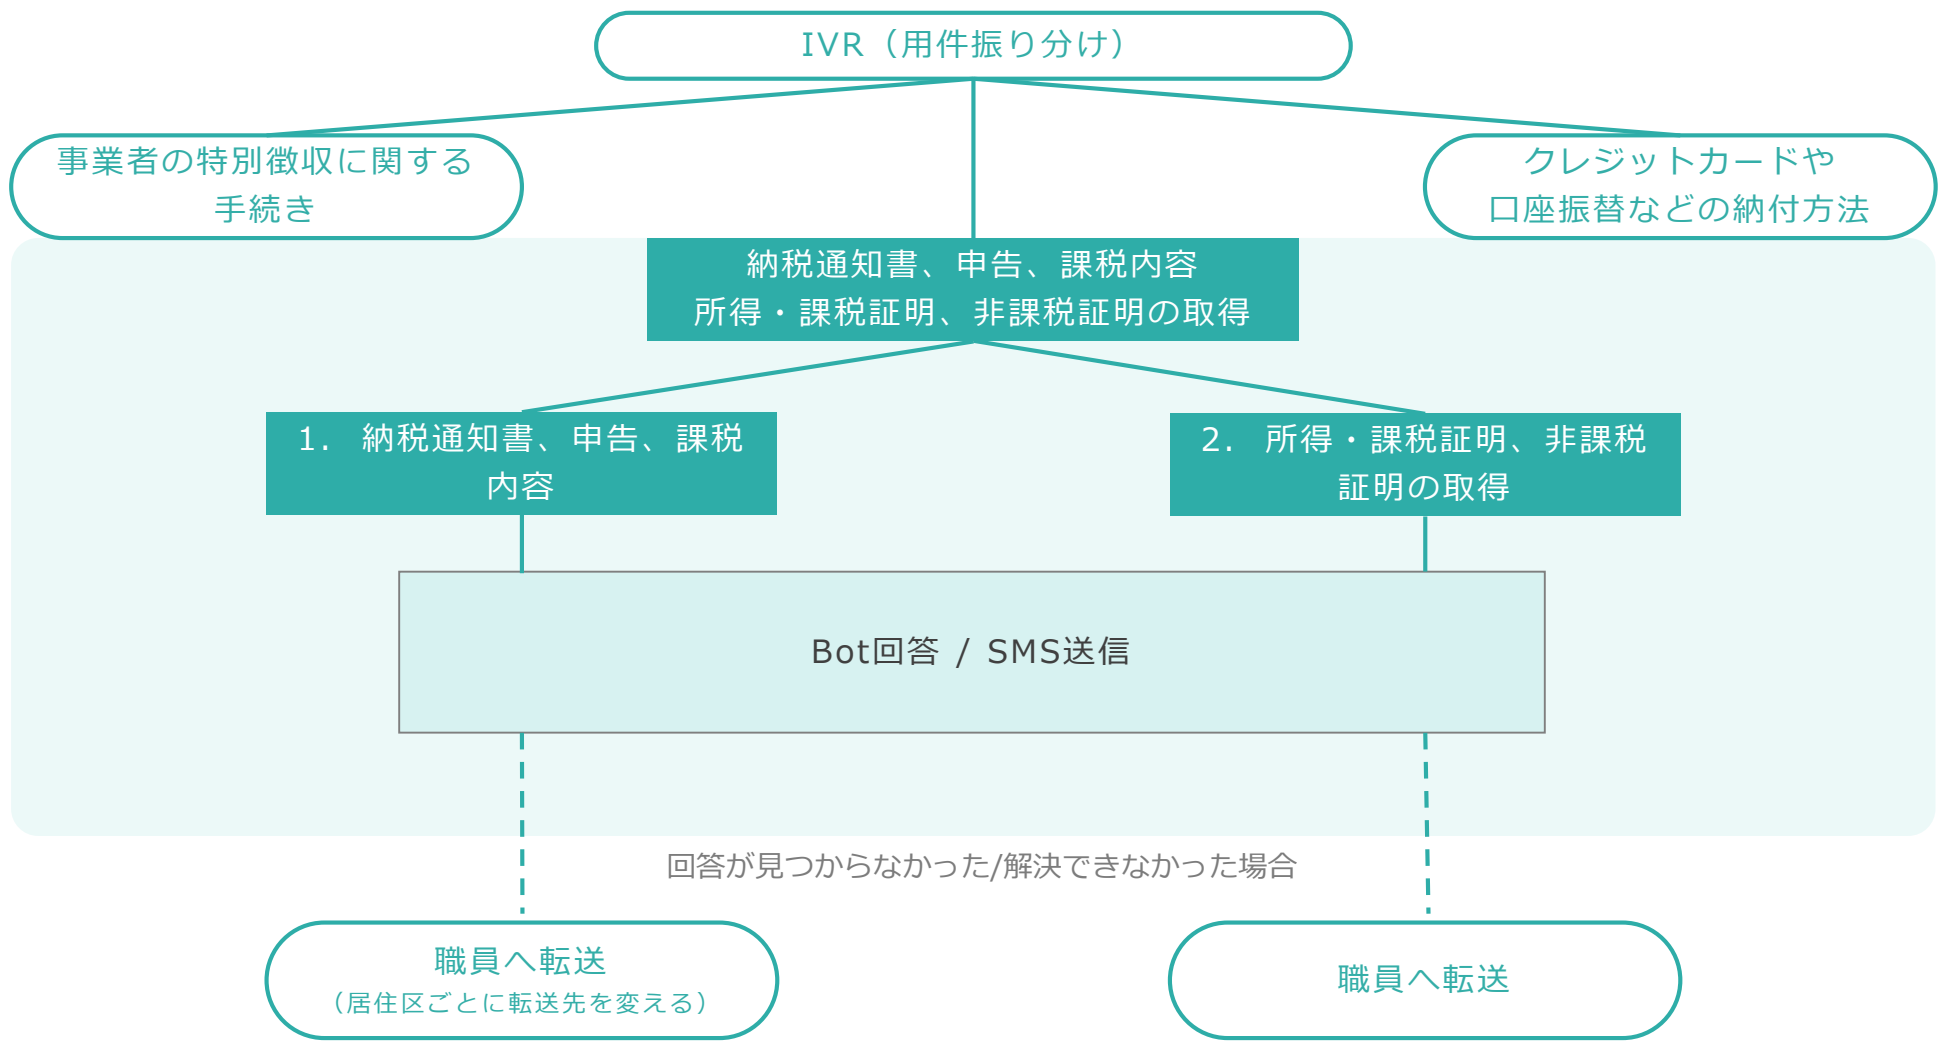 IVR（用件振り分け）
事業者の特別徴収に関する
手続き
クレジットカードや
口座振替などの納付方法
納税通知書、申告、課税内容
所得・課税証明、非課税証明の取得
1. 納税通知書、申告、課税
内容
2. 所得・課税証明、非課税
証明の取得
Bot回答 / SMS送信
回答が見つからなかった/解決できなかった場合
職員へ転送
（居住区ごとに転送先を変える）
職員へ転送